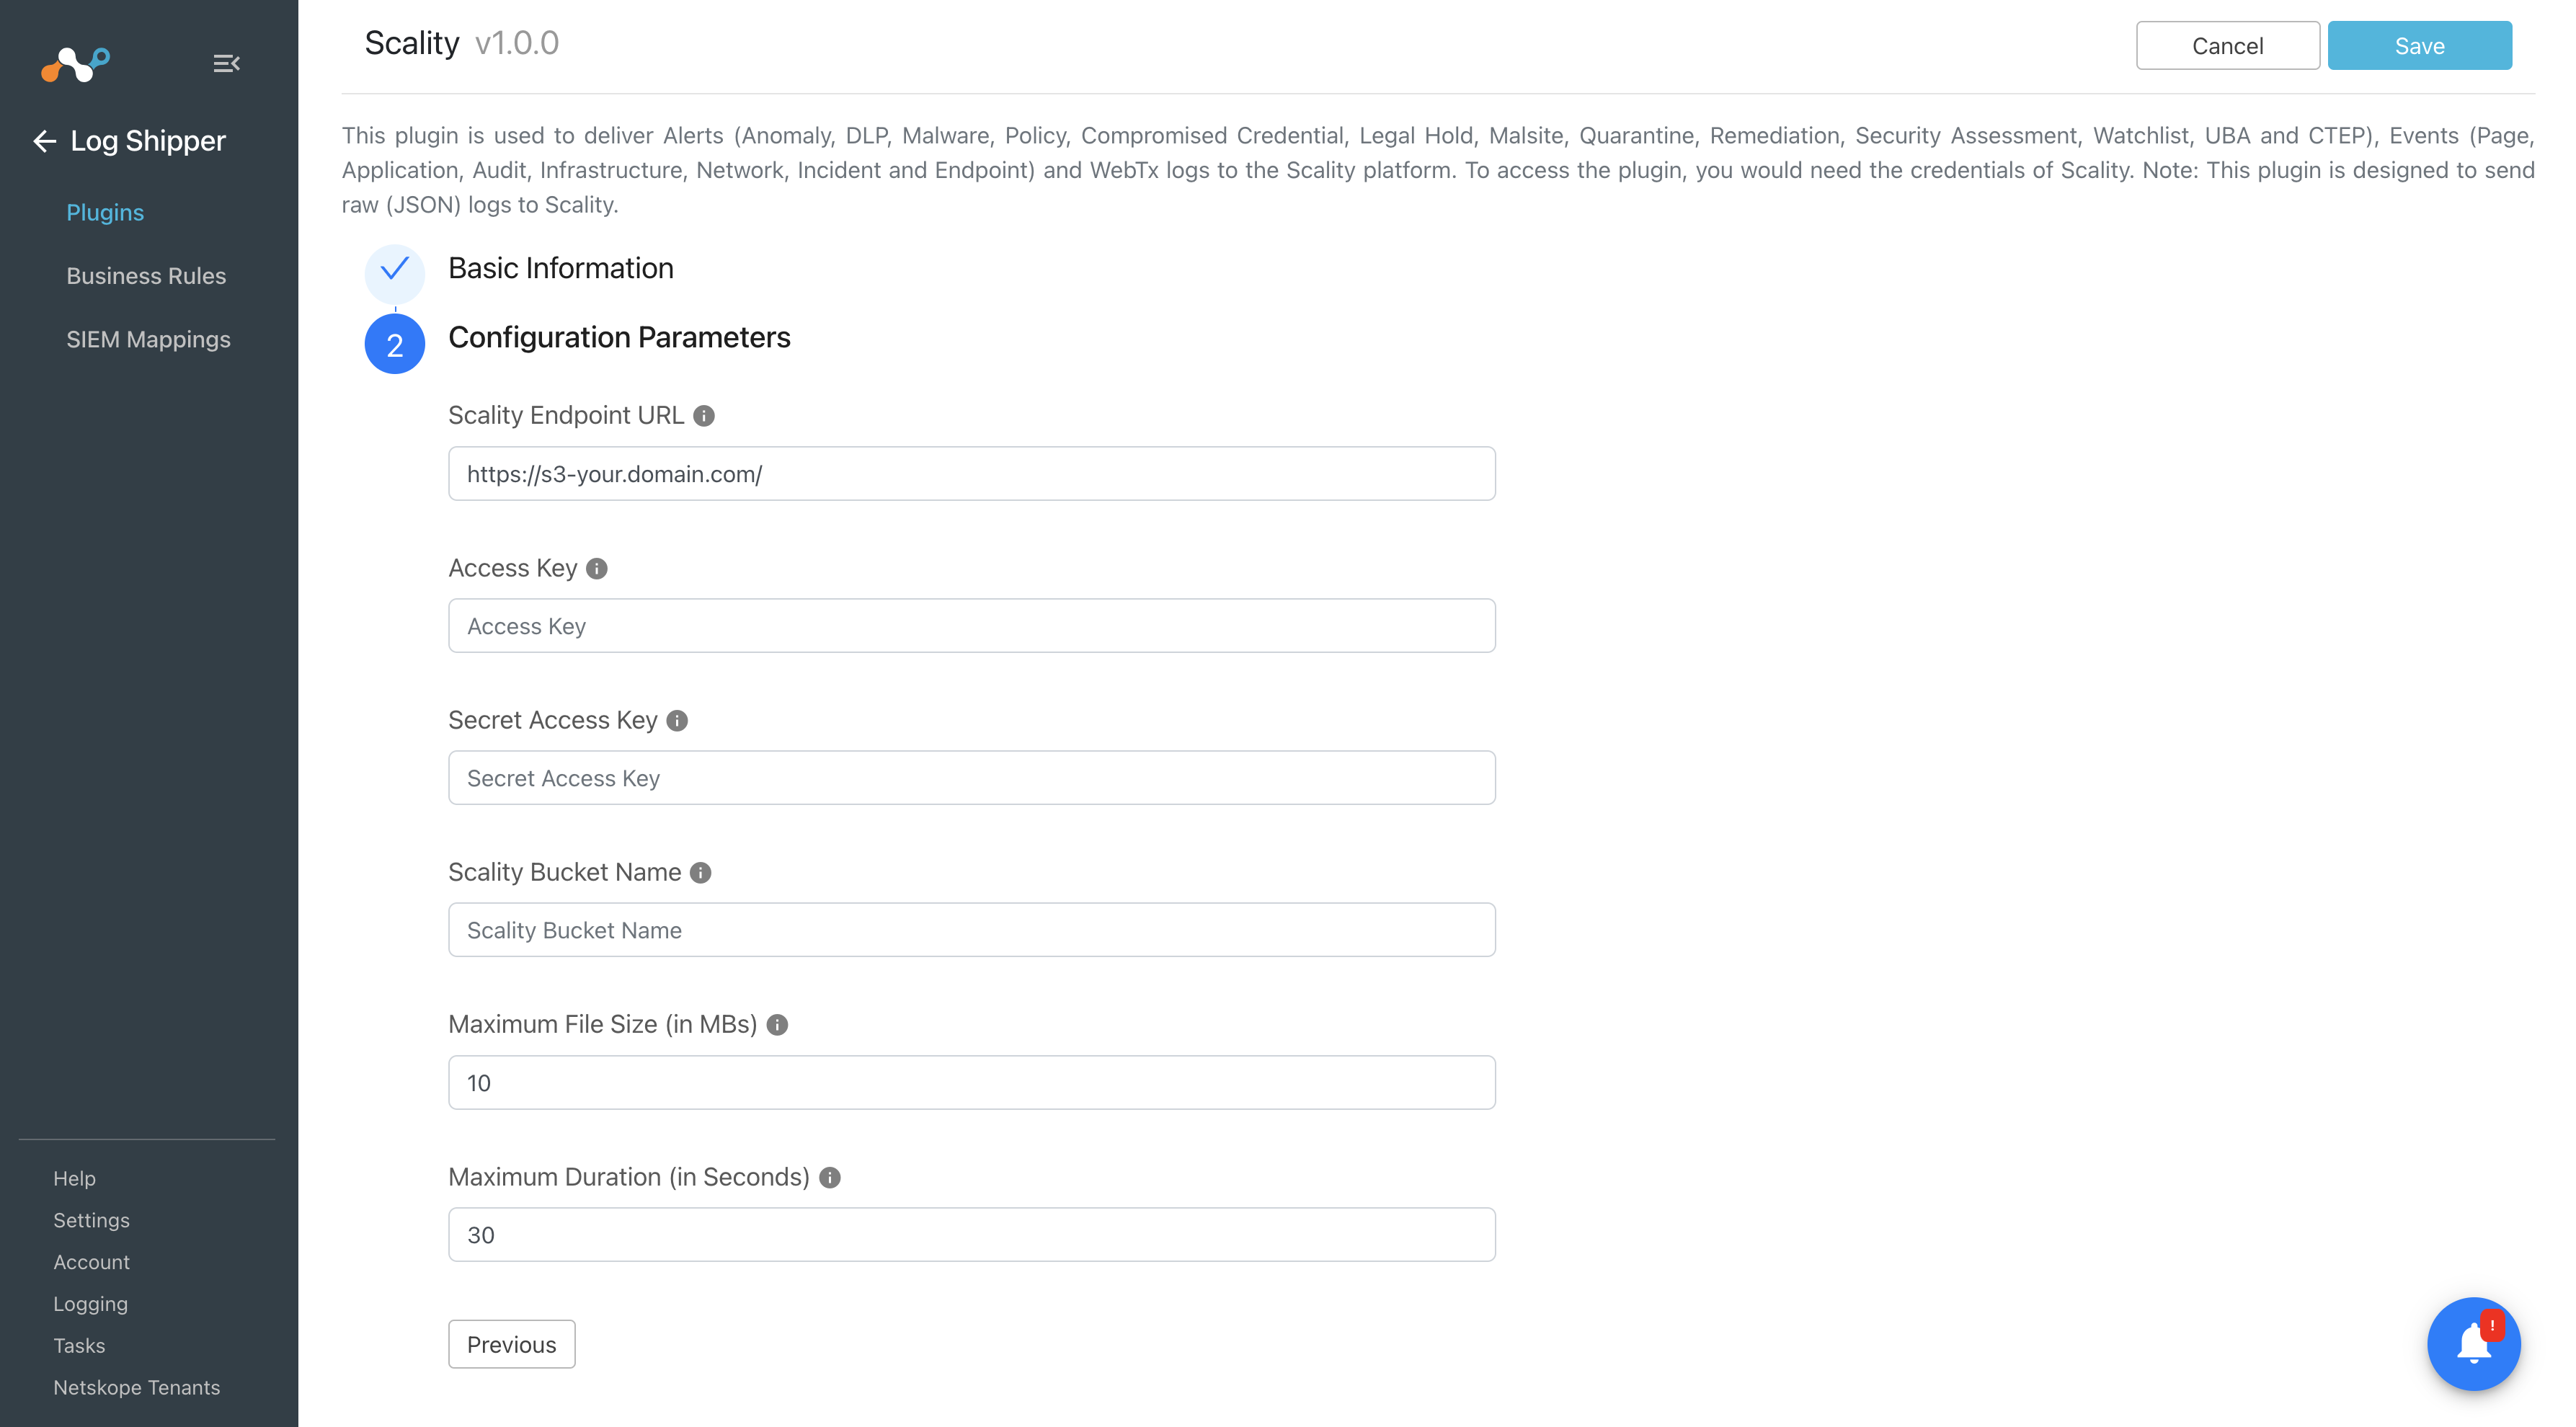 Log Shipper
Plugins
Business Rules
SIEM Mappings
Help
Settings
Account
Logging
Tasks
Netskope Tenants
Scality v1.0.0
Cancel
Save
This plugin is used to deliver Alerts (Anomaly, DLP, Malware, Policy, Compromised Credential, Legal Hold, Malsite, Quarantine, Remediation, Security Assessment, Watchlist, UBA and CTEP), Events (Page,
Application, Audit, Infrastructure, Network, Incident and Endpoint) and WebTx logs to the Scality platform. To access the plugin, you would need the credentials of Scality. Note: This plugin is designed to send
raw (JSON) logs to Scality.
Basic Information
2
Configuration Parameters
Scality Endpoint URL
https://s3-your.domain.com/
Access Key
Access Key
Secret Access Key
Secret Access Key
Scality Bucket Name
Scality Bucket Name
Maximum File Size (in MBs)
10
Maximum Duration (in Seconds)
30
Previous
!